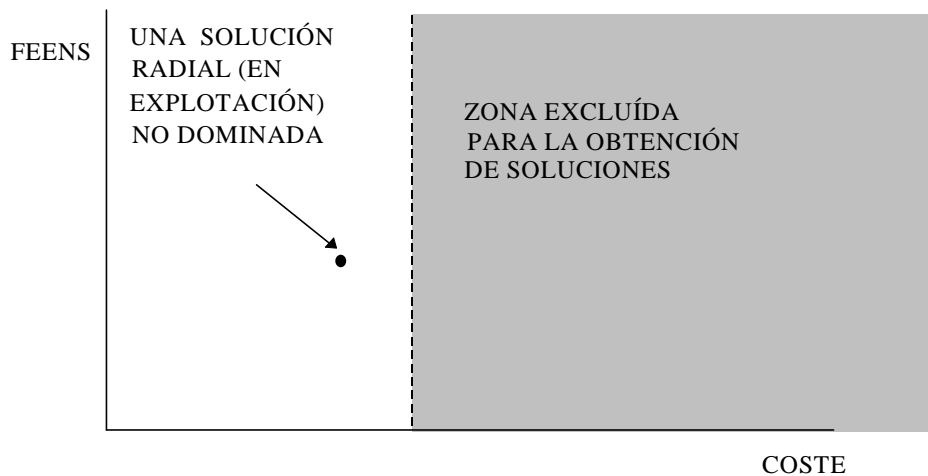 FEENS
UNA SOLUCIÓN
RADIAL (EN
EXPLOTACIÓN)
NO DOMINADA
ZONA EXCLUÍDA
PARA LA OBTENCIÓN
DE SOLUCIONES
COSTE